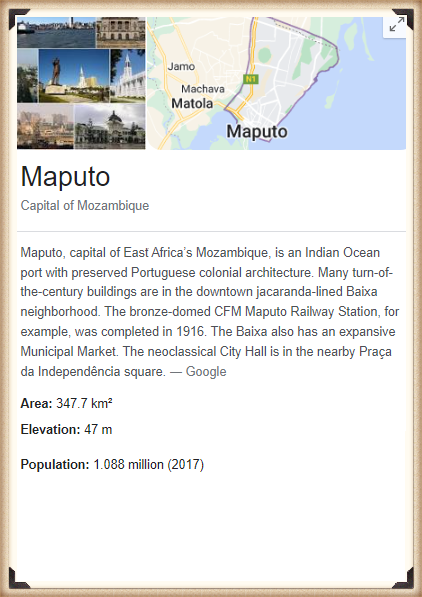 Jamo
N1
Machava
Matola
Maputo
Maputo
Capital of Mozambique
Maputo, capital of East Africa’s Mozambique, is an Indian Ocean
port with preserved Portuguese colonial architecture. Many turn-of-
the-century buildings are in the downtown jacaranda-lined Baixa
neighborhood. The bronze-domed CFM Maputo Railway Station, for
example, was completed in 1916. The Baixa also has an expansive
Municipal Market. The neoclassical City Hall is in the nearby Praça
da Independência square. — Google
Area: 347.7 km²
Elevation: 47 m
Population: 1.088 million (2017)